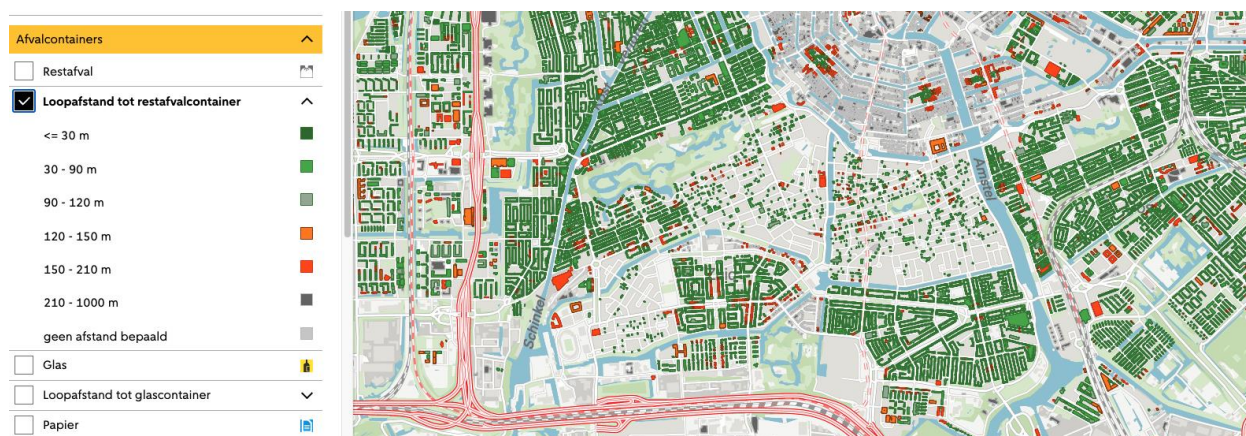 Afvalcontainers
Restafval
Loopafstand tot restafvalcontainer
<= 30 m
30 - 90 m
90 - 120 m
120 - 150 m
150 - 210 m
210 - 1000 m
geen afstand bepaald
Glas
Loopafstand tot glascontainer
Papier
Amstel
Zuid
Schinkel